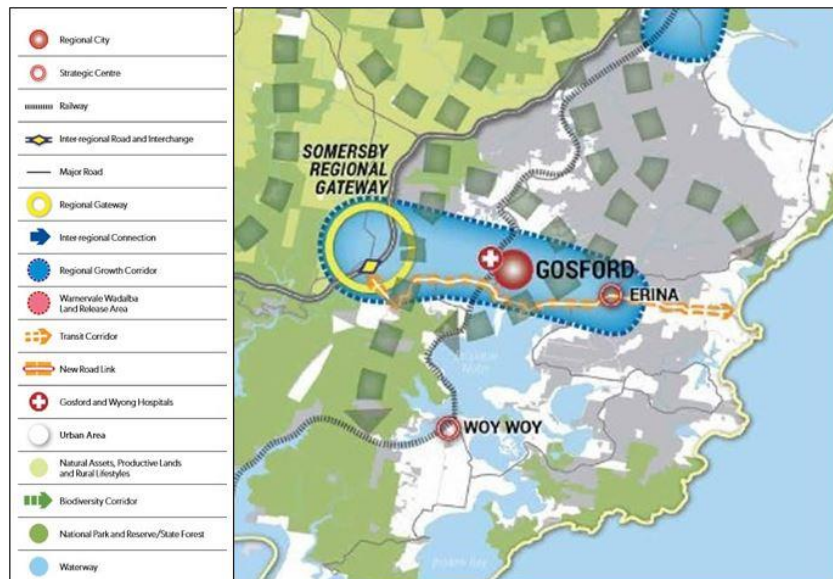 Regional City
Strategic Centre
Railway
Inter-regional Road and Interchange
Major Road
Regional Gateway
Inter-regional Connection
Regional Growth Corridor
Warnervale Wadalba
Land Release Area
Transit Corridor
New Road Link
Gosford and Wyong Hospitals
Urban Area
Natural Assets, Productive Lands
and Rural Lifestyles
Biodiversity Corridor
National Park and Reserve/State Forest
Waterway
SOMERSBY
REGIONAL
GATEWAY
GOSFORD
ERINA
WOY WOY